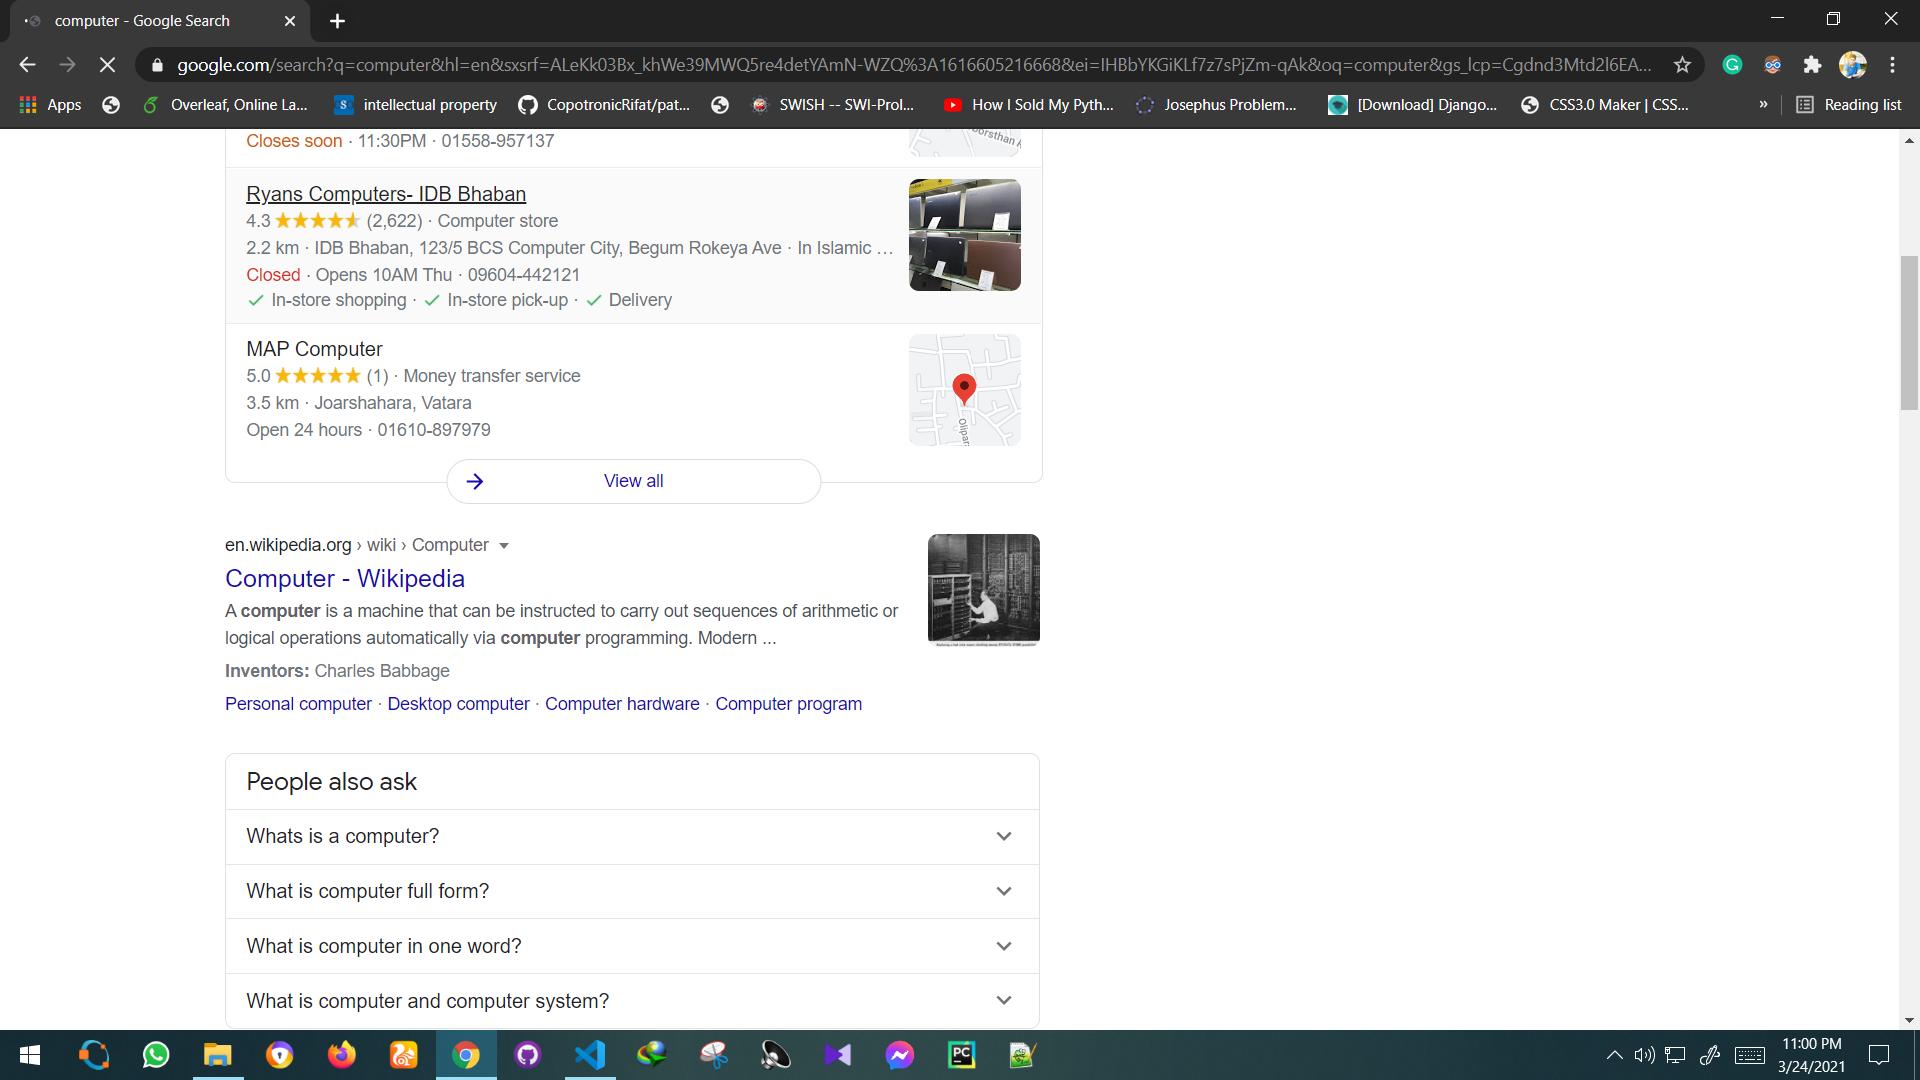 computer - Google Search
google.com/search?q=computer&hl=en&sxsrf=ALeKk03Bx_khWe39MWQ5re4detYAmN-WZQ%3A1616605216668&ei=IHBbYKGiKLf7z7sPjZm-qAk&oq=computer&gs_lcp=Cgdnd3Mtd2l6EA...
Apps Overleaf, Online La... intellectual property CopotronicRifat/pat... SWISH -- SWI-Prol... How I Sold My Pyth... Josephus Problem... [Download] Django... CSS3.0 Maker | CSS... » Reading list
Closes soon · 11:30PM · 01558-957137
Ryans Computers- IDB Bhaban
4.3 (2,622) · Computer store
2.2 km · IDB Bhaban, 123/5 BCS Computer City, Begum Rokeya Ave · In Islamic ...
Closed · Opens 10AM Thu · 09604-442121
In-store shopping · In-store pick-up · Delivery
MAP Computer
5.0 (1) · Money transfer service
3.5 km · Joarshahara, Vatara
Open 24 hours · 01610-897979
View all
en.wikipedia.org › wiki › Computer
Computer - Wikipedia
A computer is a machine that can be instructed to carry out sequences of arithmetic or
logical operations automatically via computer programming. Modern ...
Inventors: Charles Babbage
Personal computer · Desktop computer · Computer hardware · Computer program
People also ask
Whats is a computer?
What is computer full form?
What is computer in one word?
What is computer and computer system?
11:00 PM
3/24/2021